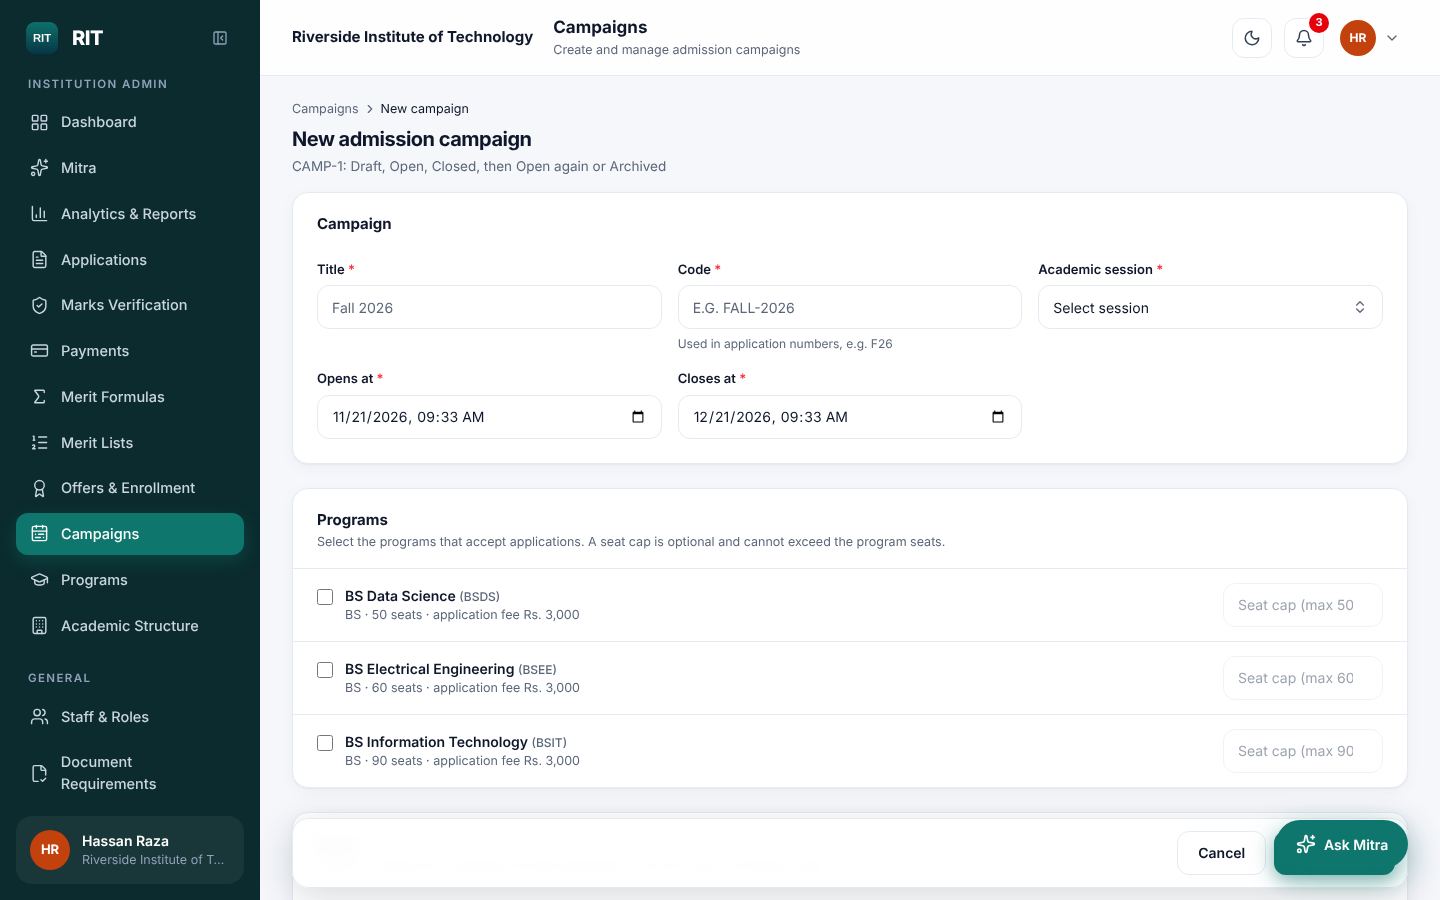 RIT
RIT
INSTITUTION ADMIN
Dashboard
Mitra
Analytics & Reports
Applications
Marks Verification
Payments
Merit Formulas
Merit Lists
Offers & Enrollment
Campaigns
Programs
Academic Structure
GENERAL
Staff & Roles
Document
Requirements
HR
Hassan Raza
Riverside Institute of T...
Riverside Institute of Technology
Campaigns
Create and manage admission campaigns
3
HR
Campaigns
New campaign
New admission campaign
CAMP-1: Draft, Open, Closed, then Open again or Archived
Campaign
Title *
Code *
Academic session *
Fall 2026
E.G. FALL-2026
Select session
Used in application numbers, e.g. F26
Opens at *
Closes at *
11/21/2026, 09:33 AM
12/21/2026, 09:33 AM
Programs
Select the programs that accept applications. A seat cap is optional and cannot exceed the program seats.
BS Data Science (BSDS)
BS · 50 seats · application fee Rs. 3,000
Seat cap (max 50
BS Electrical Engineering (BSEE)
BS · 60 seats · application fee Rs. 3,000
Seat cap (max 60
BS Information Technology (BSIT)
BS · 90 seats · application fee Rs. 3,000
Seat cap (max 90
Cancel
Ask Mitra